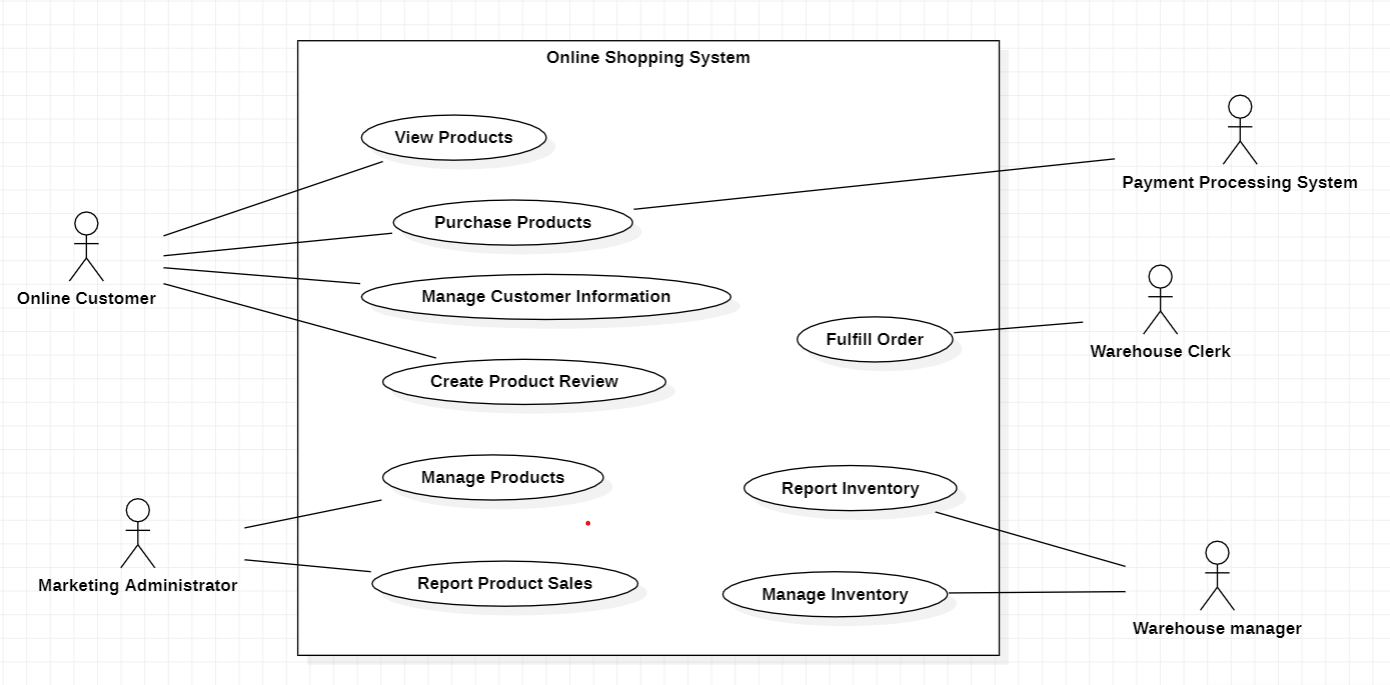 Online Shopping System
View Products
Payment Processing System
Purchase Products
Online Customer
Manage Customer Information
Fulfill Order
Warehouse Clerk
Create Product Review
Manage Products
Report Inventory
Marketing Administrator
Report Product Sales
Manage Inventory
Warehouse manager